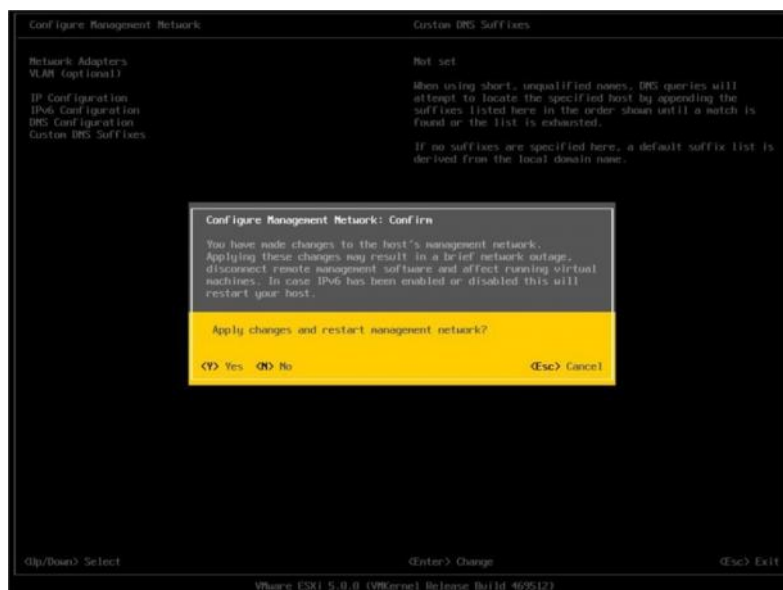 Configure Management Network
Custom DNS Suffixes
Network Adapters
VLAN (optional)
IP Configuration
IPv6 Configuration
DNS Configuration
Custom DNS Suffixes
Not set
When using short, unqualified names, DNS queries will
attempt to locate the specified host by appending the
suffixes listed here in the order shown until a match is
found or the list is exhausted.
If no suffixes are specified here, a default suffix list is
derived from the local domain name.
Configure Management Network: Confirm
You have made changes to the host's management network.
Applying these changes may result in a brief network outage,
disconnect remote management software and affect running virtual
machines. In case IPv6 has been enabled or disabled this will
restart your host.
Apply changes and restart management network?
<Y> Yes <N> No
<Esc> Cancel
<Up/Down> Select
<Enter> Change
<Esc> Exit
VMware ESXi 5.0.0 (VMKernel Release Build 469512)